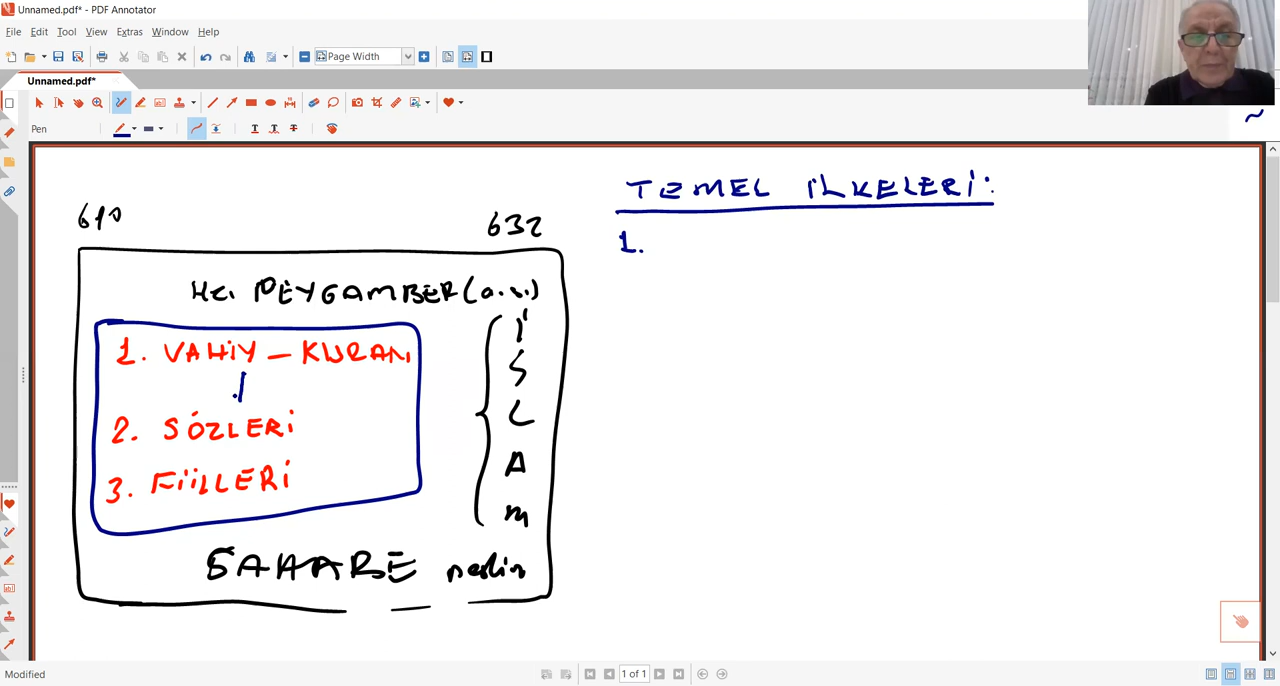 Unnamed.pdf* - PDF Annotator
File Edit Tool View Extras Window Help
Page Width
Unnamed.pdf*
Pen
TEMEL İLKELERİ:
1.
610
632
Hz. PEYGAMBER (a.s.)
1. VAHİY – KURAN
2. SÖZLERİ
3. FİİLLERİ
İSLAM
SAHABE
Modified
1 of 1